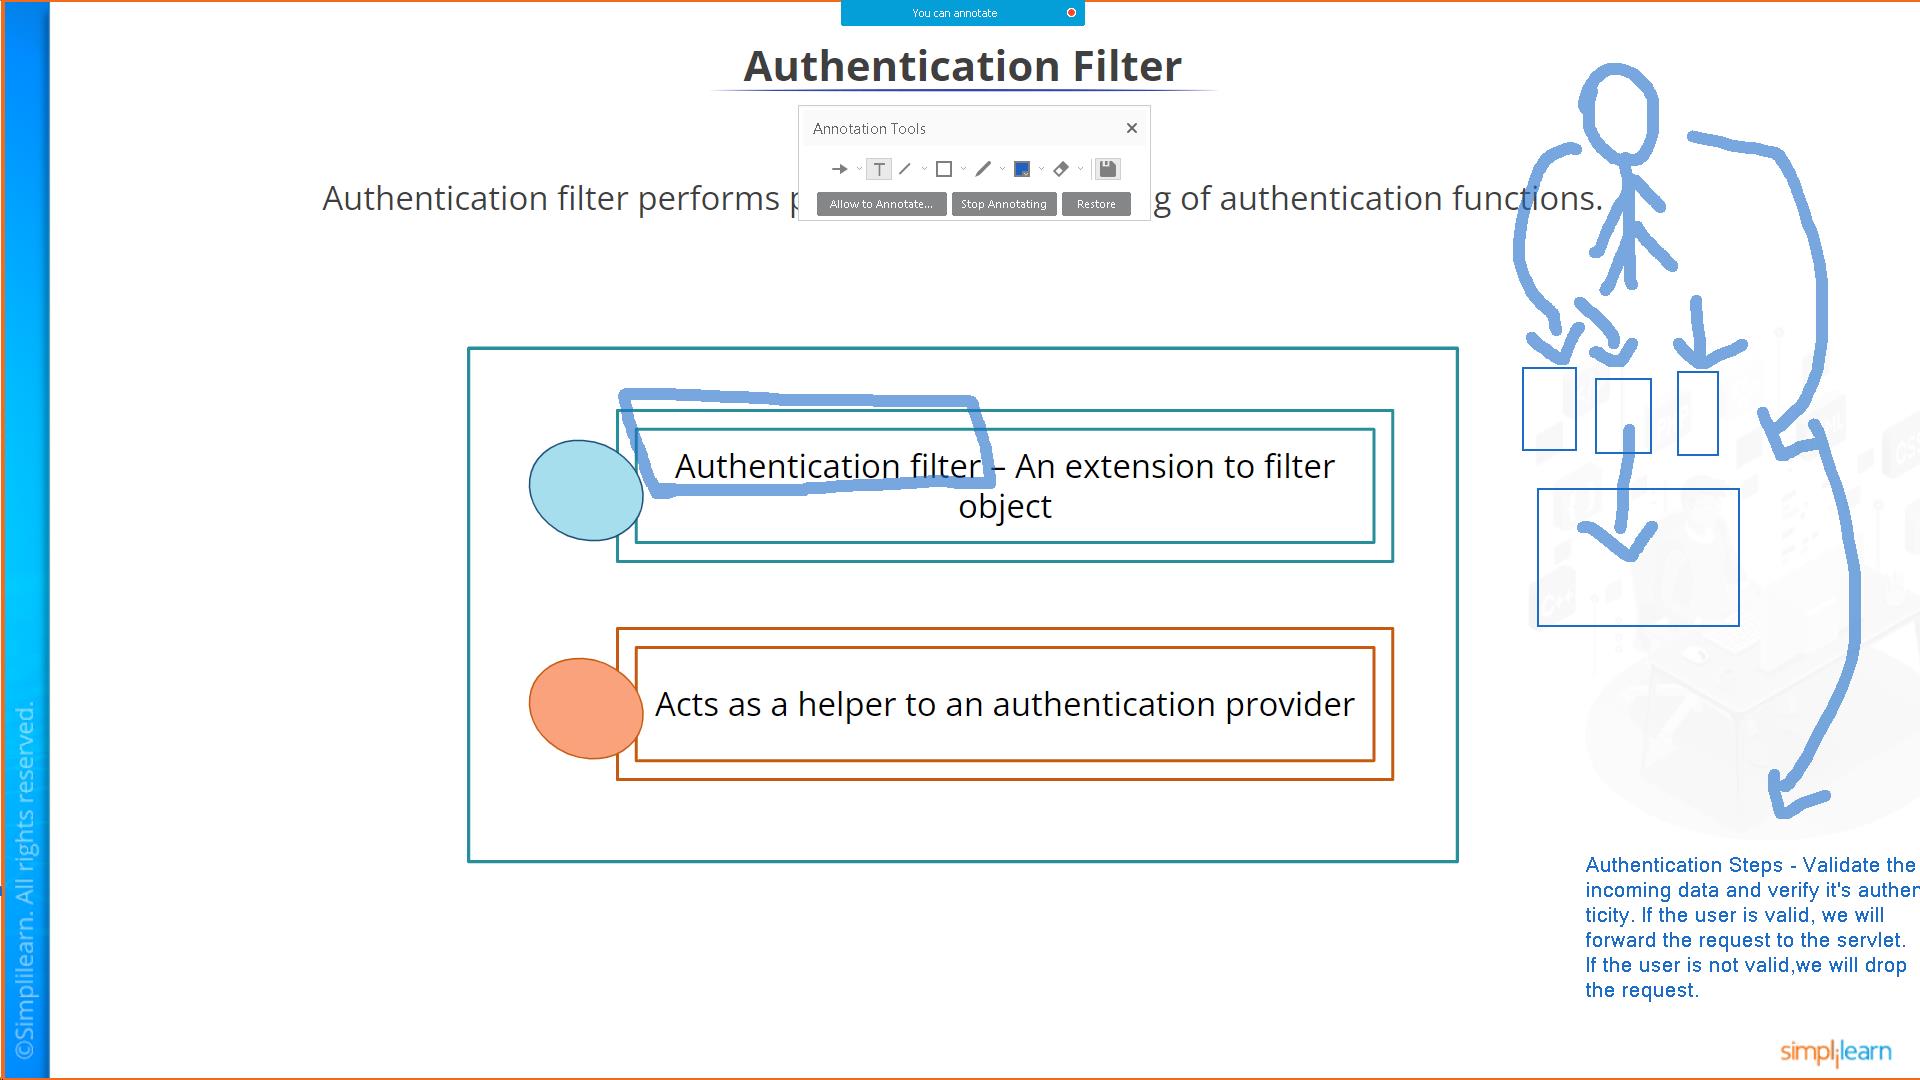 You can annotate
Authentication Filter
Annotation Tools
T
Allow to Annotate... Stop Annotating Restore
Authentication filter performs g of authentication functions.
Authentication filter – An extension to filter
object
Acts as a helper to an authentication provider
Authentication Steps - Validate the
incoming data and verify it's authen
ticity. If the user is valid, we will
forward the request to the servlet.
If the user is not valid,we will drop
the request.
©Simplilearn. All rights reserved.
simplilearn